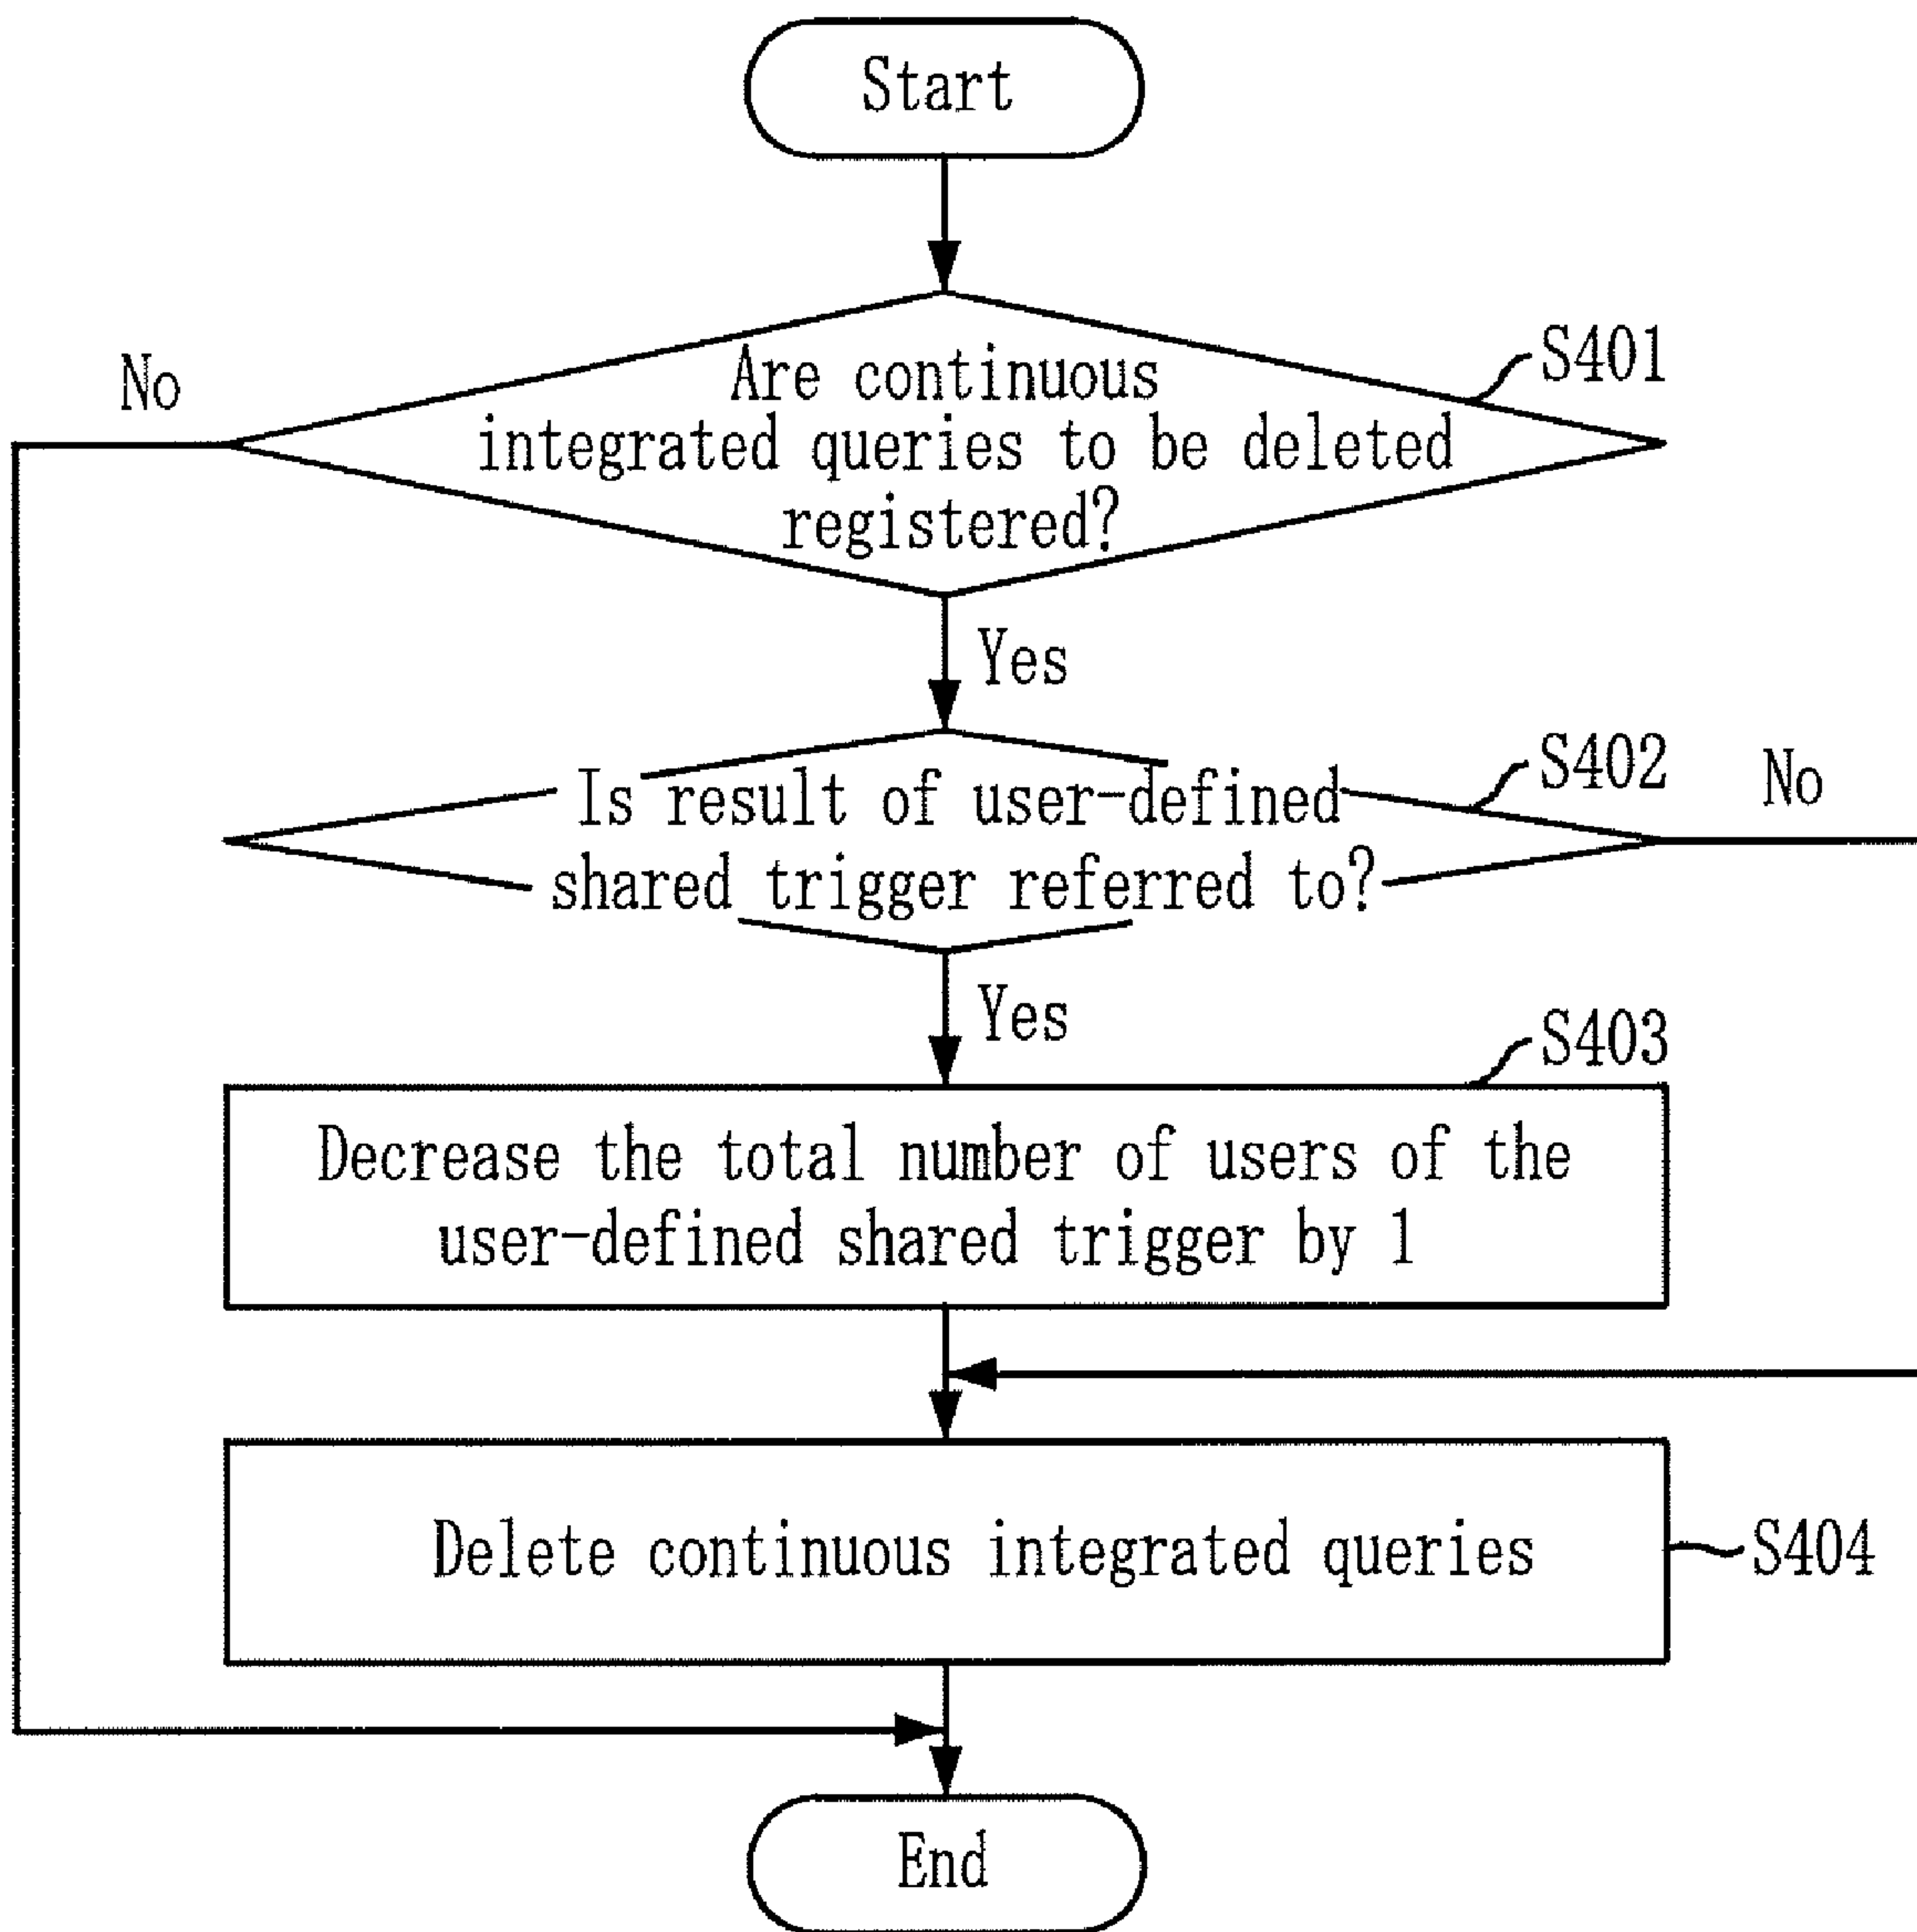 Start
No
S401
Are continuous
integrated queries to be deleted
registered?
Yes
S402
No
Is result of user-defined
shared trigger referred to?
Yes
S403
Decrease the total number of users of the
user-defined shared trigger by 1
Delete continuous integrated queries
S404
End